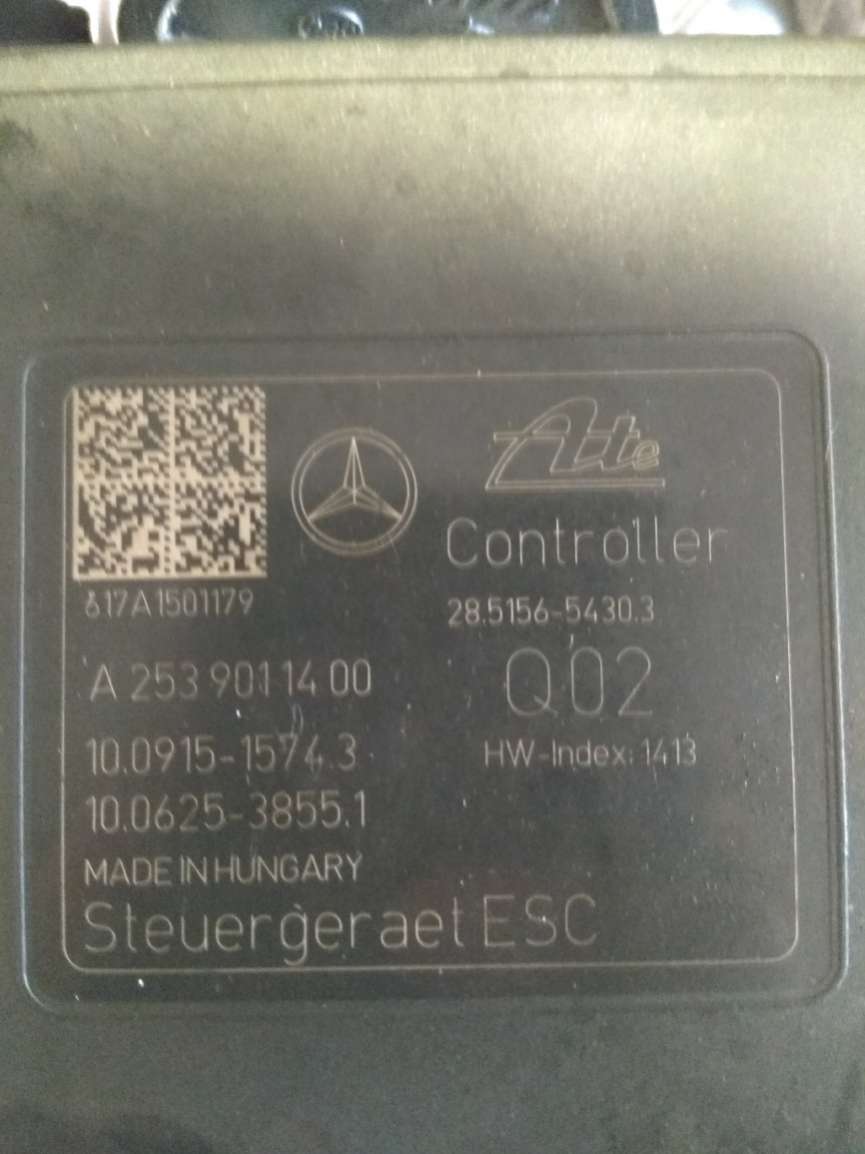 Ate
Controller
617A1501179
28.5156-5430.3
A 253 901 14 00
Q02
10.0915-1574.3
HW-Index: 1413
10.0625-3855.1
MADE IN HUNGARY
Steuergeraet ESC